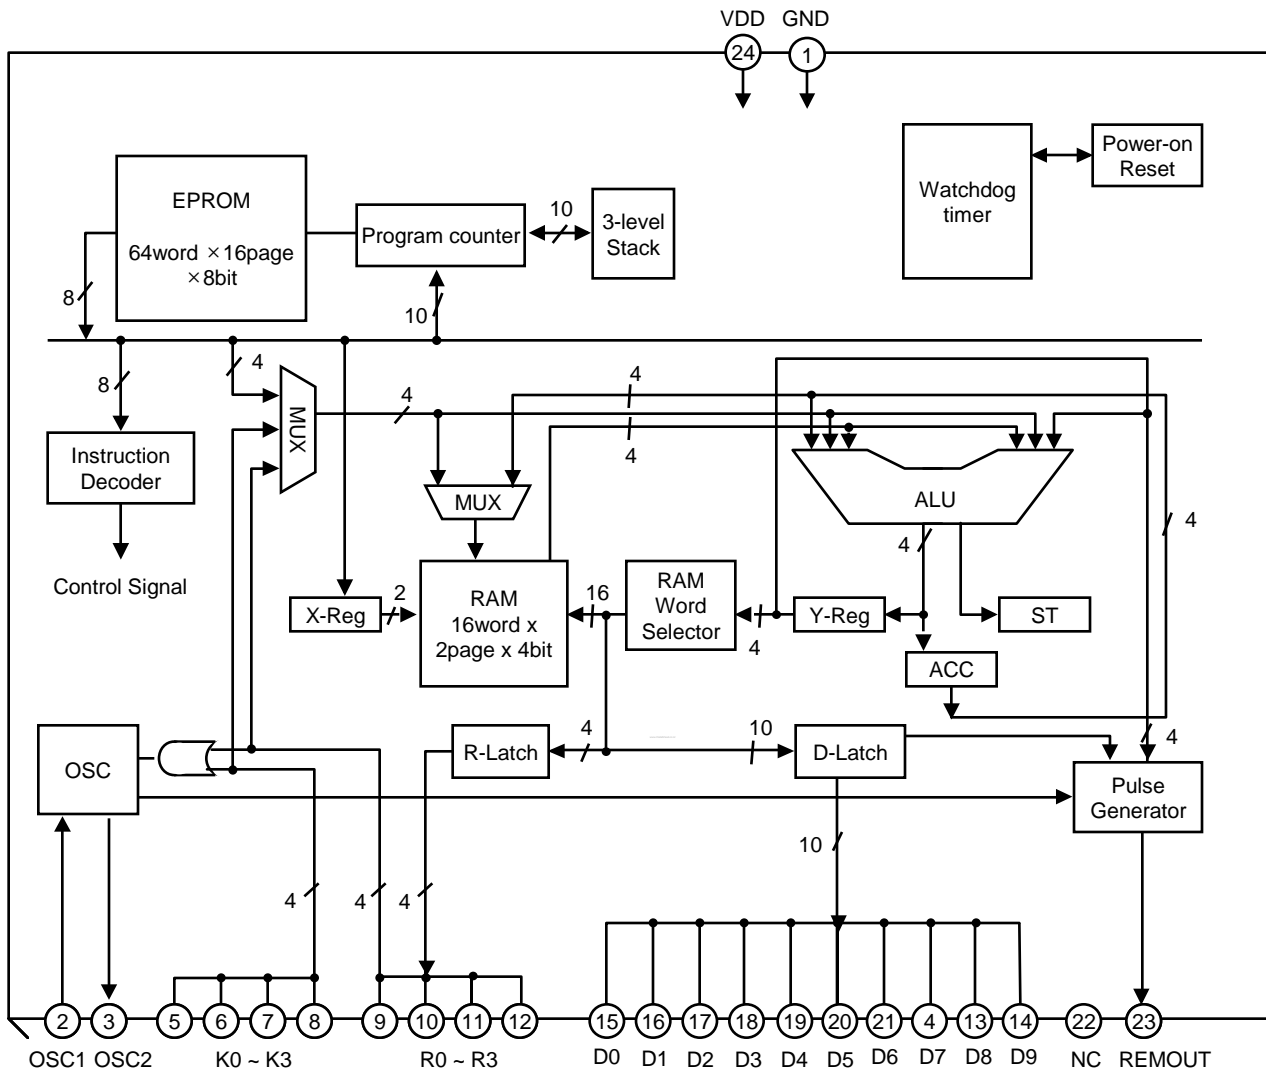 VDD GND
24 1
EPROM
64word ×16page
×8bit
Program counter
10
3-level
Stack
Watchdog
timer
Power-on
Reset
8
10
8
4
MUX
4
4
4
Instruction
Decoder
Control Signal
MUX
ALU
4
4
X-Reg
2
RAM
16word x
2page x 4bit
16
RAM
Word
Selector
4
Y-Reg
ST
ACC
OSC
R-Latch
4
10
D-Latch
4
Pulse
Generator
10
4
4
4
2 3 5 6 7 8 9 10 11 12 15 16 17 18 19 20 21 4 13 14 22 23
OSC1 OSC2 K0 ~ K3 R0 ~ R3 D0 D1 D2 D3 D4 D5 D6 D7 D8 D9 NC REMOUT